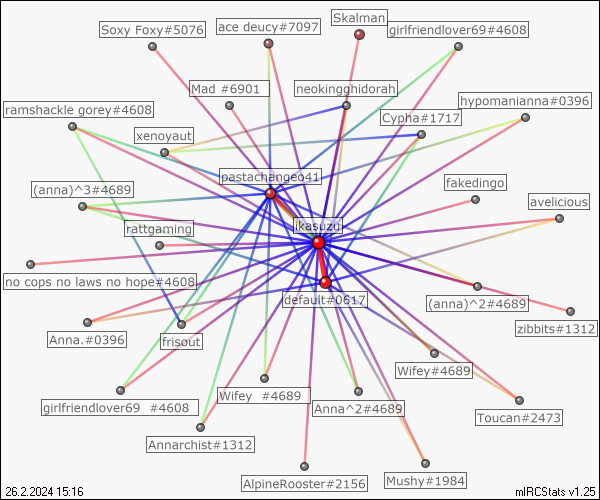 Skalman
Soxy Foxy#5076
ace deucy#7097
girlfriendlover69#4608
Mad #6901
neokingghidorah
ramshackle gorey#4608
hypomanianna#0396
Cypha#1717
xenoyaut
pastachangeo41
(anna)^3#4689
fakedingo
avelicious
ikasuzu
rattgaming
no cops no laws no hope#4608
default#0617
(anna)^2#4689
zibbits#1312
Anna.#0396
frisout
Wifey#4689
Wifey  #4689
girlfriendlover69  #4608
Anna^2#4689
Toucan#2473
Annarchist#1312
AlpineRooster#2156
Mushy#1984
26.2.2024 15:16
mIRCStats v1.25